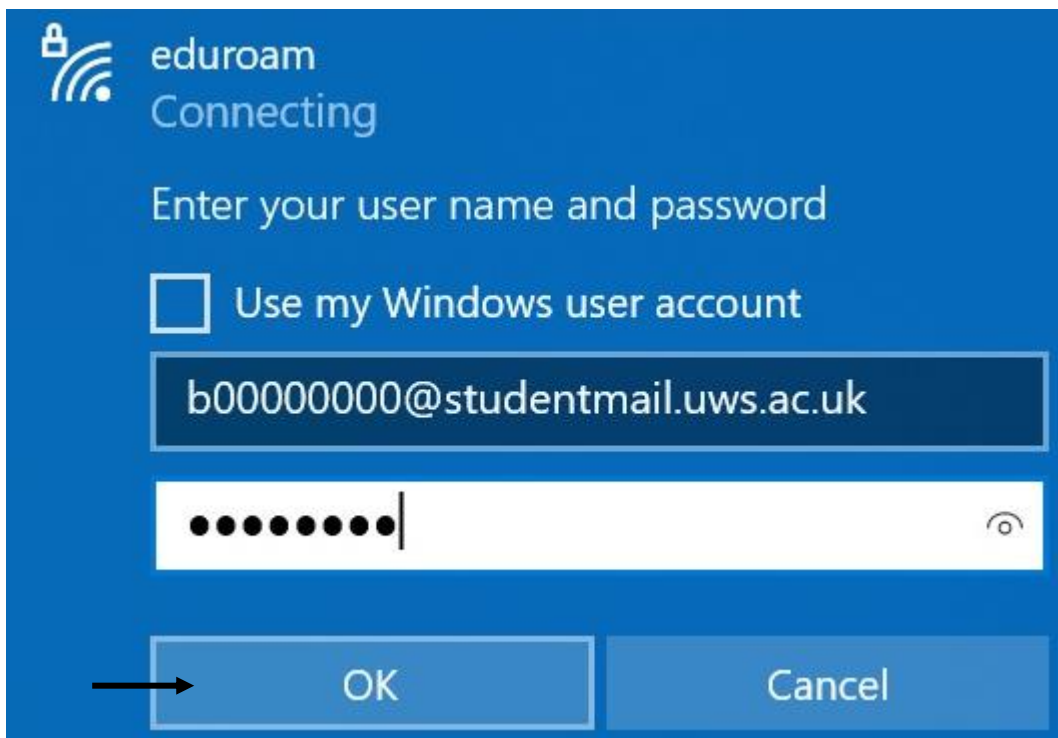 eduroam
Connecting
Enter your user name and password
Use my Windows user account
b00000000@studentmail.uws.ac.uk
●●●●●●●●
OK Cancel